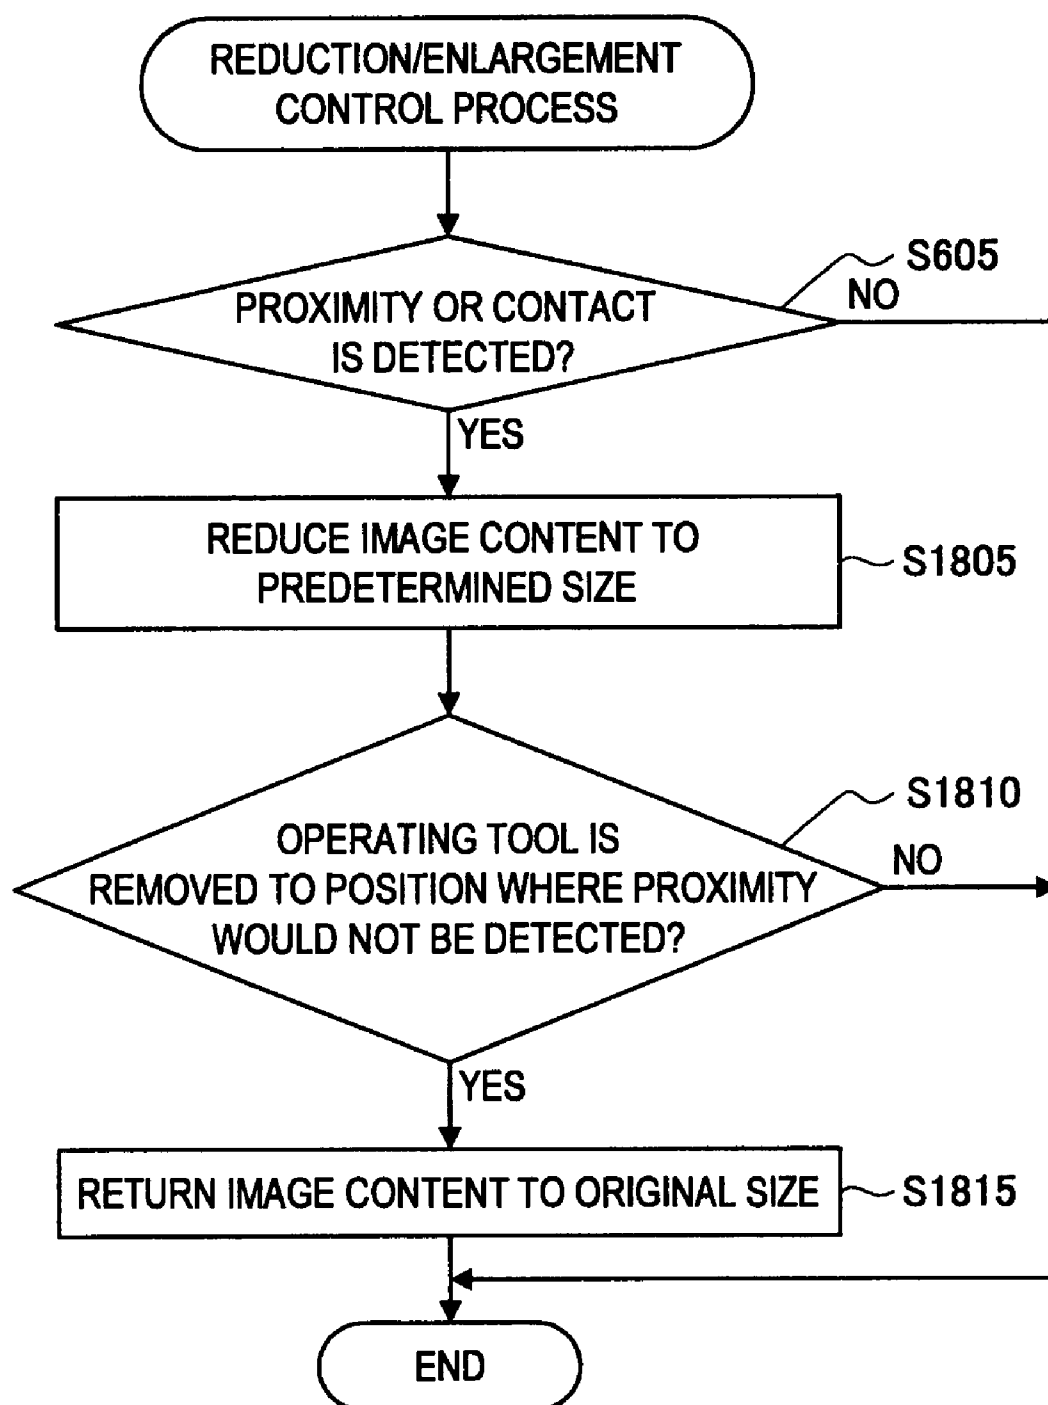 REDUCTION/ENLARGEMENT
CONTROL PROCESS
S605
NO
PROXIMITY OR CONTACT
IS DETECTED?
YES
REDUCE IMAGE CONTENT TO
PREDETERMINED SIZE
S1805
S1810
NO
OPERATING TOOL IS
REMOVED TO POSITION WHERE PROXIMITY
WOULD NOT BE DETECTED?
YES
RETURN IMAGE CONTENT TO ORIGINAL SIZE
S1815
END